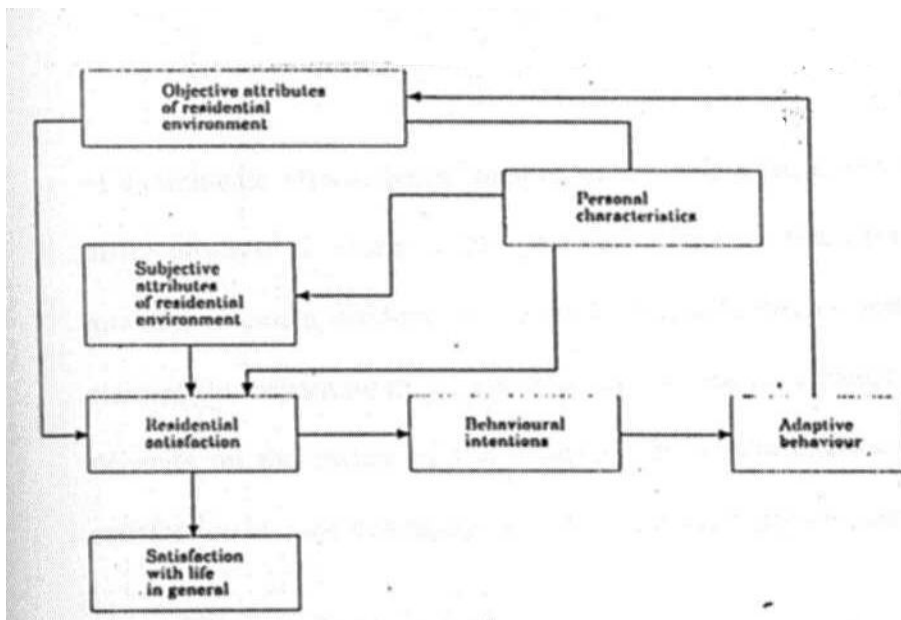 Objective attributes
of residential
environment
Personal
characteristics
Subjective
attributes
of residential
environment
Residential
satisfaction
Behavioural
intentions
Adaptive
behaviour
Satisfaction
with life
in general